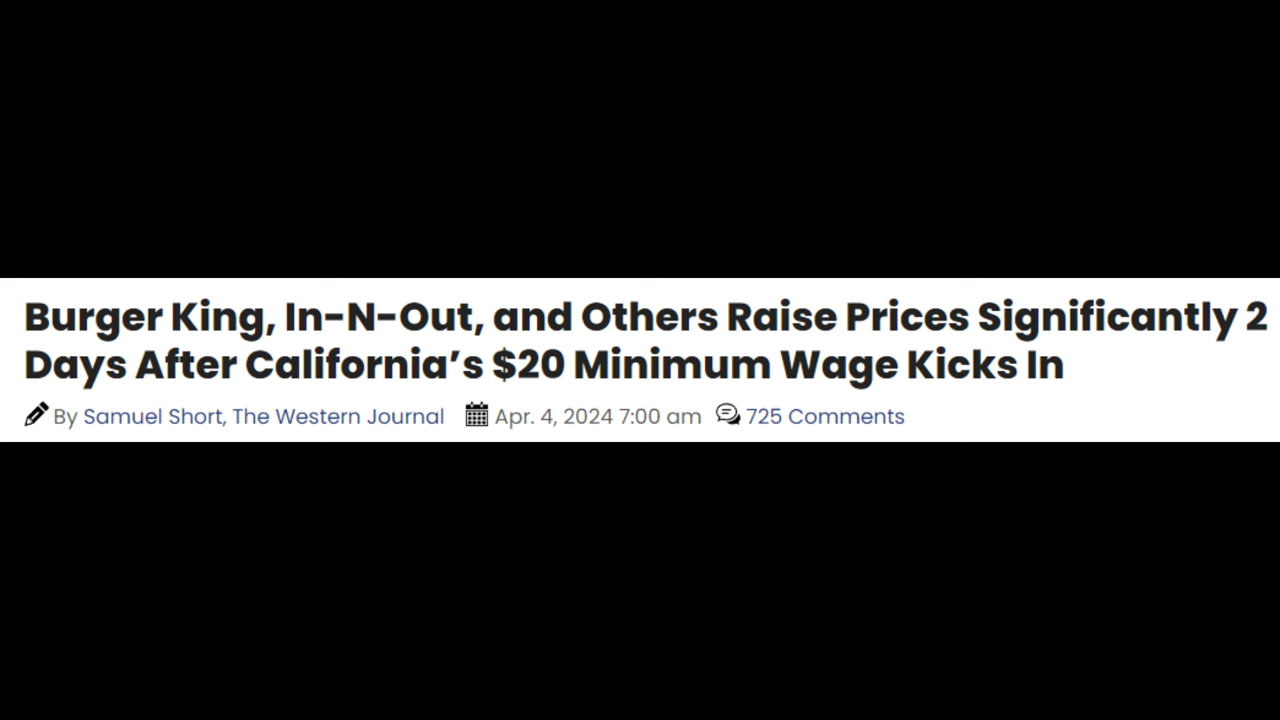 Burger King, In-N-Out, and Others Raise Prices Significantly 2
Days After California’s $20 Minimum Wage Kicks In
By Samuel Short, The Western Journal Apr. 4, 2024 7:00 am 725 Comments